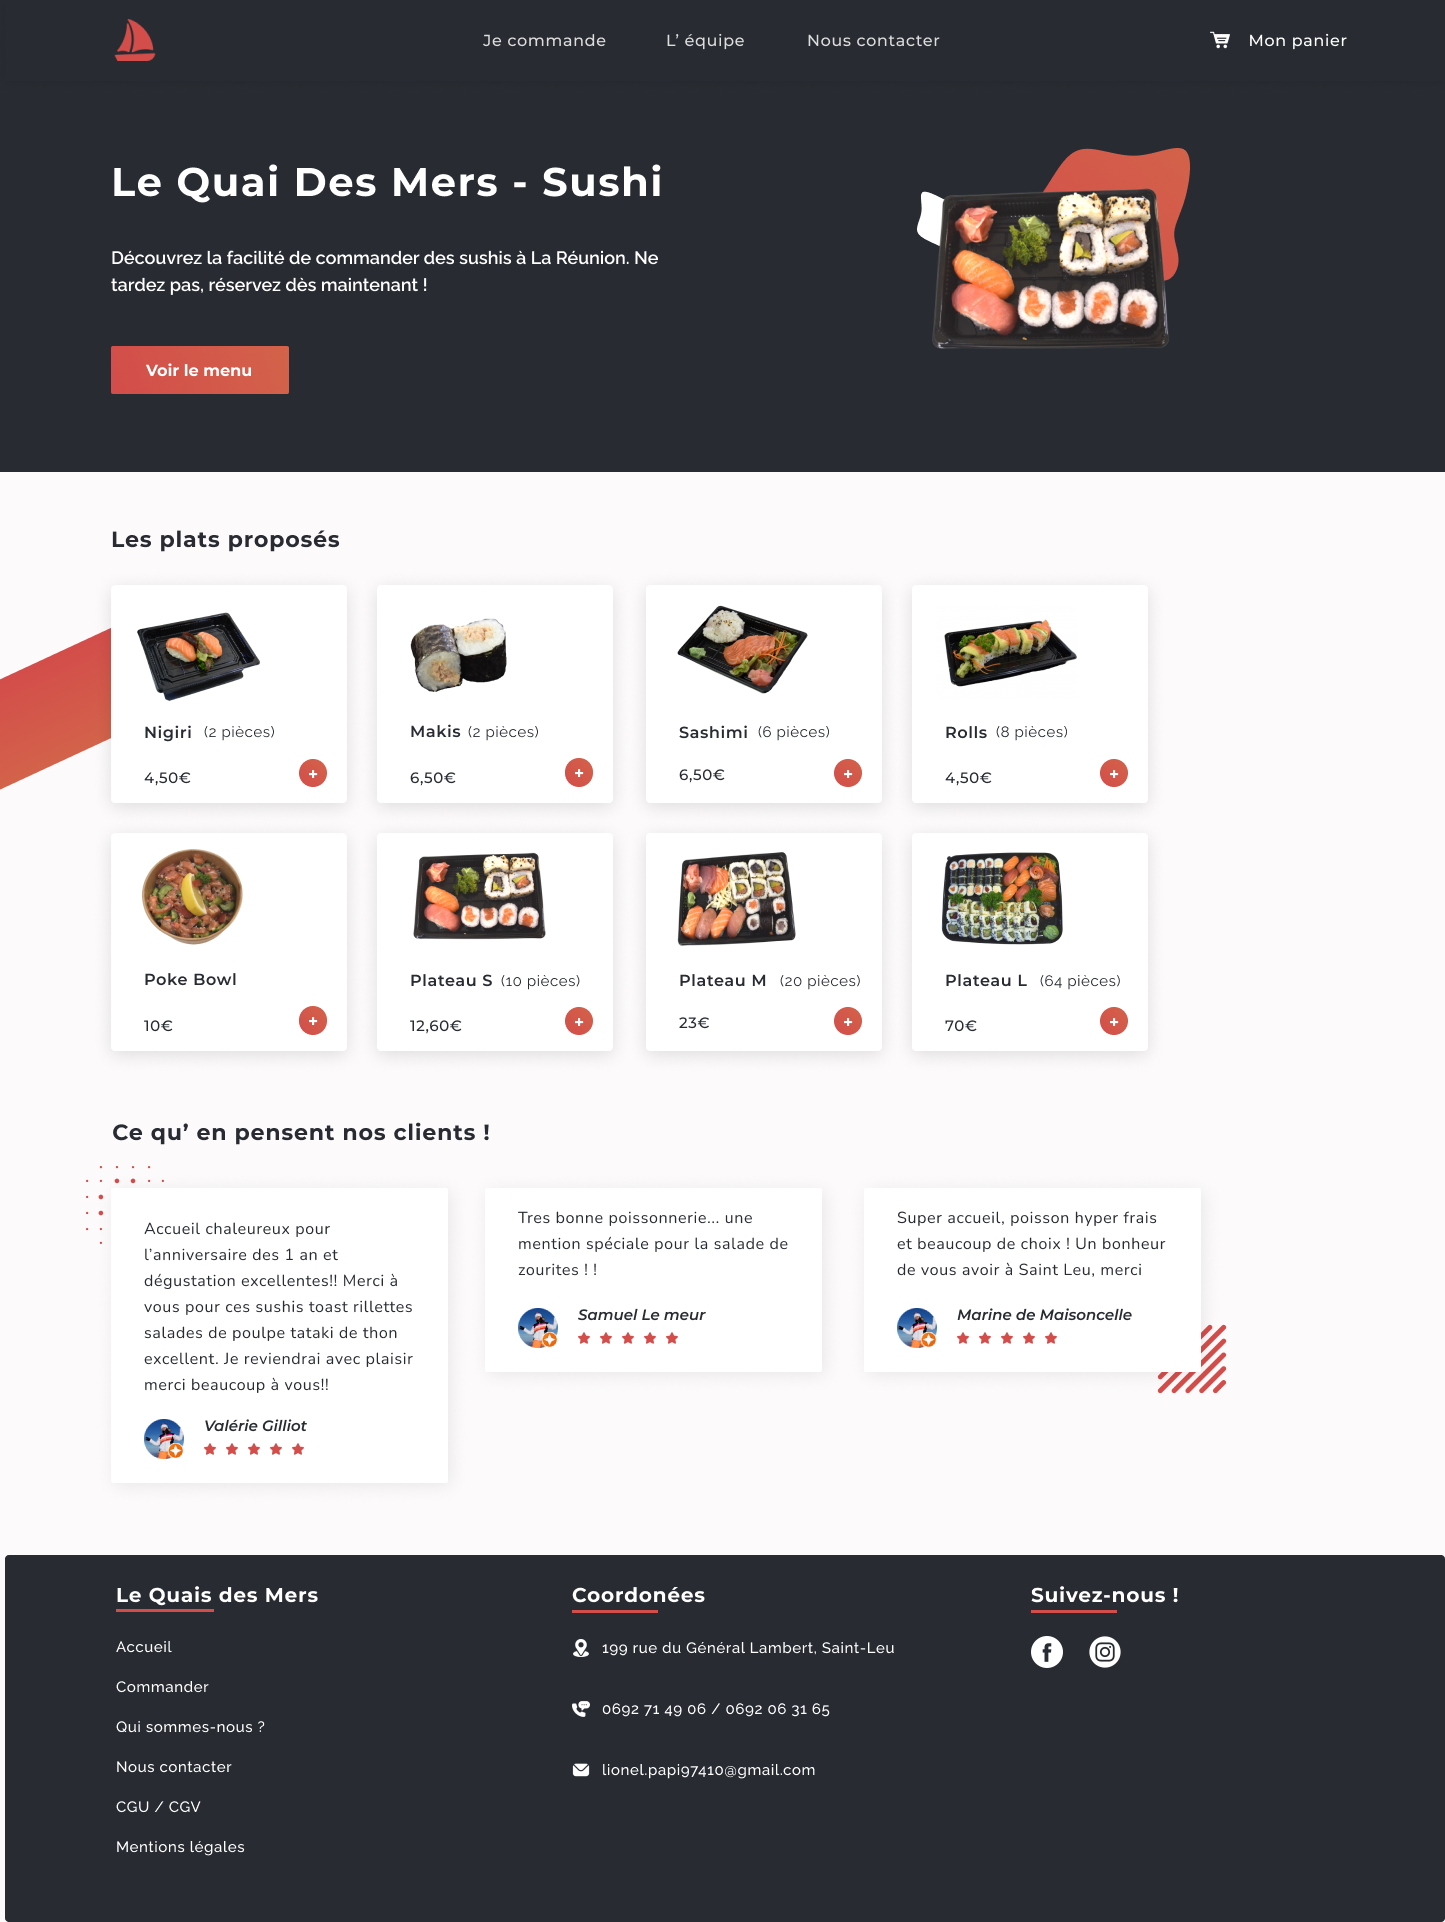 Je commande
L’ équipe
Nous contacter
Mon panier
Le Quai Des Mers - Sushi
Découvrez la facilité de commander des sushis à La Réunion. Ne
tardez pas, réservez dès maintenant !
Voir le menu
Les plats proposés
Nigiri (2 pièces)
4,50€
+
Makis (2 pièces)
6,50€
+
Sashimi (6 pièces)
6,50€
+
Rolls (8 pièces)
4,50€
+
Poke Bowl
10€
+
Plateau S (10 pièces)
12,60€
+
Plateau M (20 pièces)
23€
+
Plateau L (64 pièces)
70€
+
Ce qu’ en pensent nos clients !
Accueil chaleureux pour
l’anniversaire des 1 an et
dégustation excellentes!! Merci à
vous pour ces sushis toast rillettes
salades de poulpe tataki de thon
excellent. Je reviendrai avec plaisir
merci beaucoup à vous!!
Valérie Gilliot
Tres bonne poissonnerie... une
mention spéciale pour la salade de
zourites ! !
Samuel Le meur
Super accueil, poisson hyper frais
et beaucoup de choix ! Un bonheur
de vous avoir à Saint Leu, merci
Marine de Maisoncelle
Le Quais des Mers
Accueil
Commander
Qui sommes-nous ?
Nous contacter
CGU / CGV
Mentions légales
Coordonées
199 rue du Général Lambert, Saint-Leu
0692 71 49 06 / 0692 06 31 65
lionel.papi97410@gmail.com
Suivez-nous !